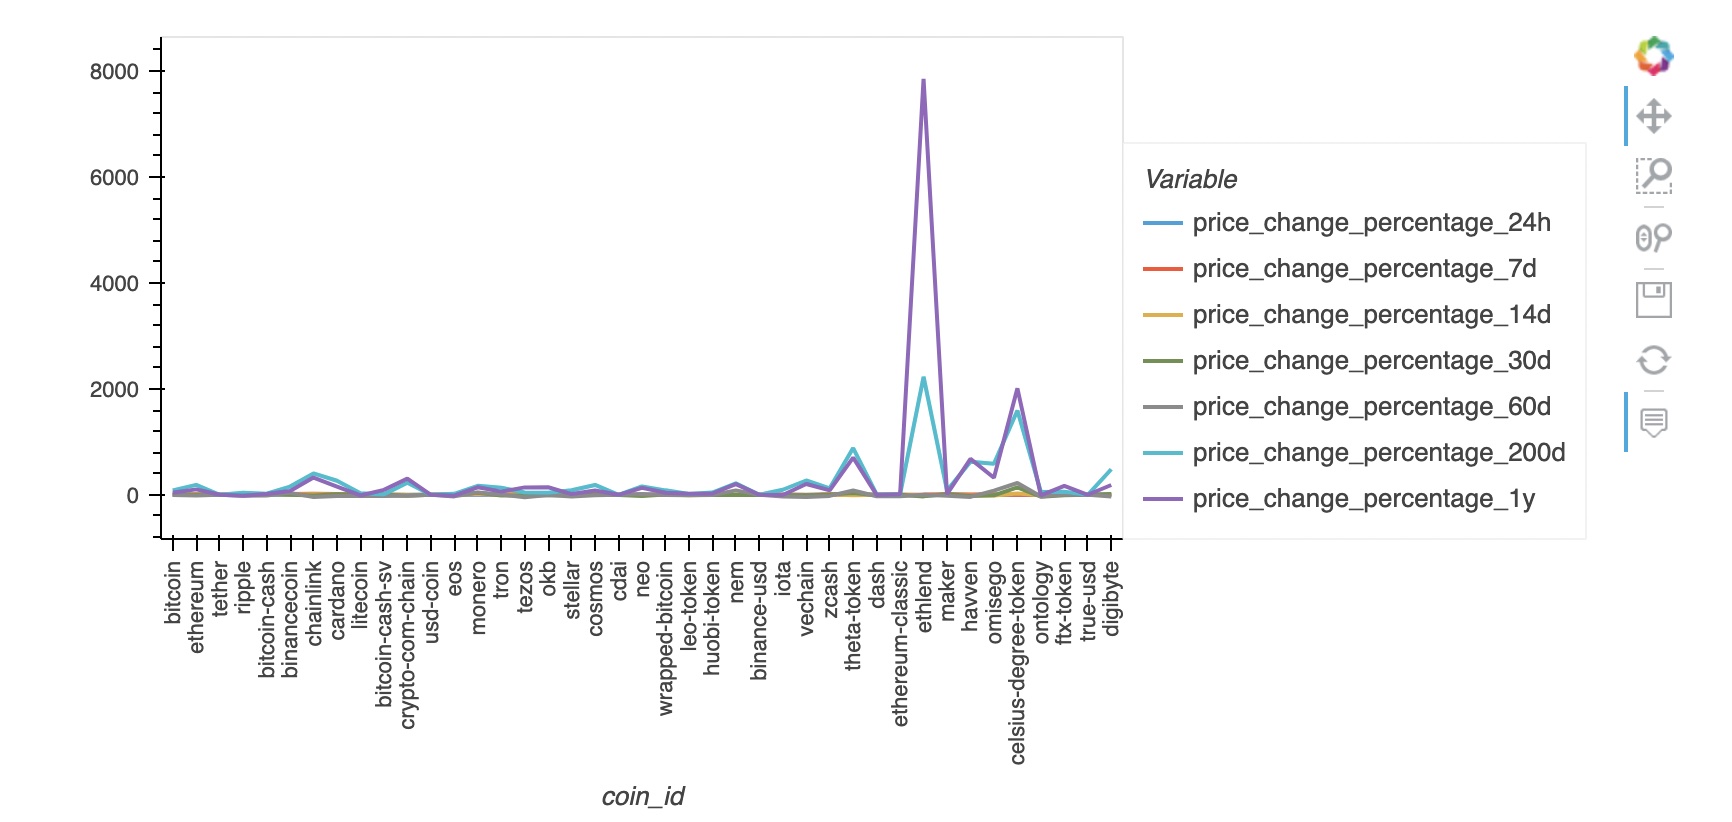 8000
6000
4000
2000
0
Variable
price_change_percentage_24h
price_change_percentage_7d
price_change_percentage_14d
price_change_percentage_30d
price_change_percentage_60d
price_change_percentage_200d
price_change_percentage_1y
bitcoin
ethereum
tether
ripple
bitcoin-cash
binancecoin
chainlink
cardano
litecoin
bitcoin-cash-sv
crypto-com-chain
usd-coin
eos
monero
tron
tezos
okb
stellar
cosmos
cdai
neo
wrapped-bitcoin
leo-token
huobi-token
nem
binance-usd
iota
vechain
zcash
theta-token
dash
ethereum-classic
ethlend
maker
havven
omisego
celsius-degree-token
ontology
ftx-token
true-usd
digibyte
coin_id